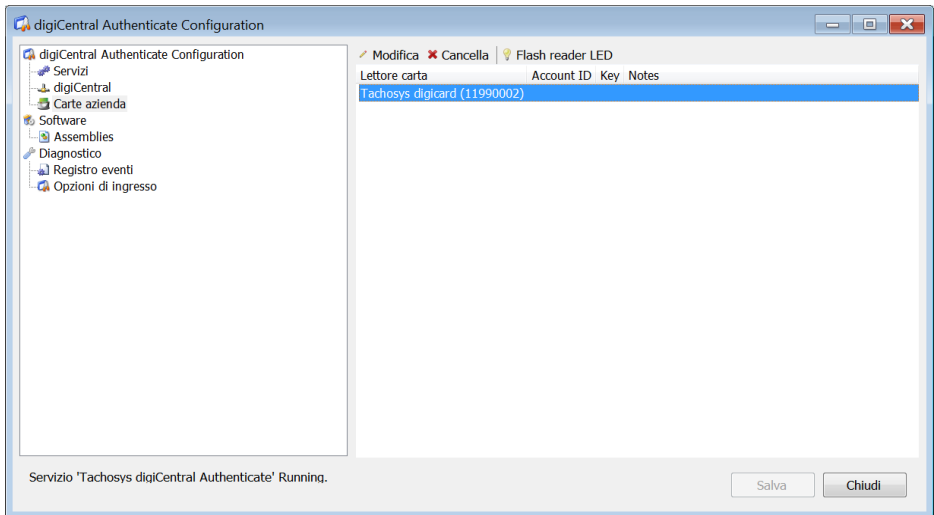 digiCentral Authenticate Configuration
digiCentral Authenticate Configuration
Servizi
digiCentral
Carte azienda
Software
Assemblies
Diagnostico
Registro eventi
Opzioni di ingresso
Modifica Cancella Flash reader LED
Lettore carta Account ID Key Notes
Tachosys digicard (11990002)
Servizio 'Tachosys digiCentral Authenticate' Running.
Salva Chiudi